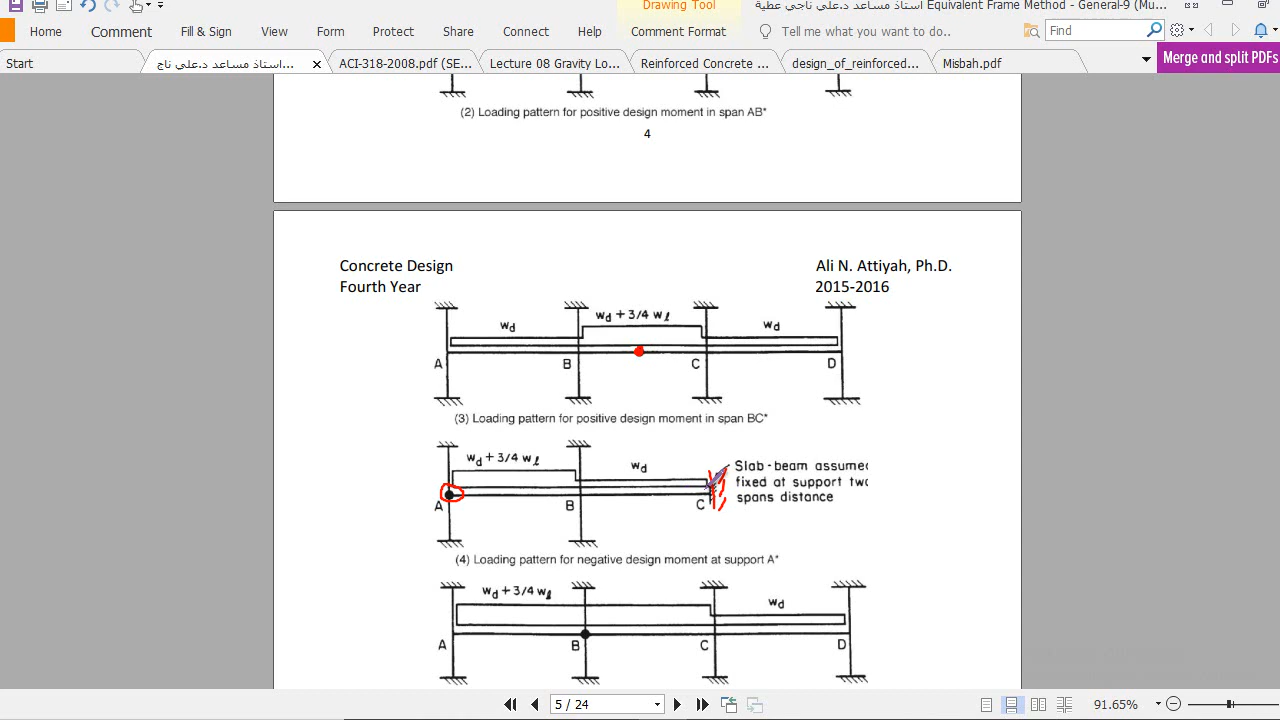 Drawing Tool
استاذ مساعد د.علي ناجي عطية Equivalent Frame Method - General-9 (Mu...
Home Comment Fill & Sign View Form Protect Share Connect Help Comment Format Tell me what you want to do.. Find
Start استاذ مساعد د.علي ناج... × ACI-318-2008.pdf (SE... Lecture 08 Gravity Lo... Reinforced Concrete ... design_of_reinforced... Misbah.pdf Merge and split PDFs
(2) Loading pattern for positive design moment in span AB*
4
Concrete Design Ali N. Attiyah, Ph.D.
Fourth Year 2015-2016
wd wd + 3/4 wl wd
A B C D
(3) Loading pattern for positive design moment in span BC*
wd + 3/4 wl wd Slab-beam assume
fixed at support two
spans distance
A B C
(4) Loading pattern for negative design moment at support A*
wd + 3/4 wl wd
A B C D
5 / 24 91.65%